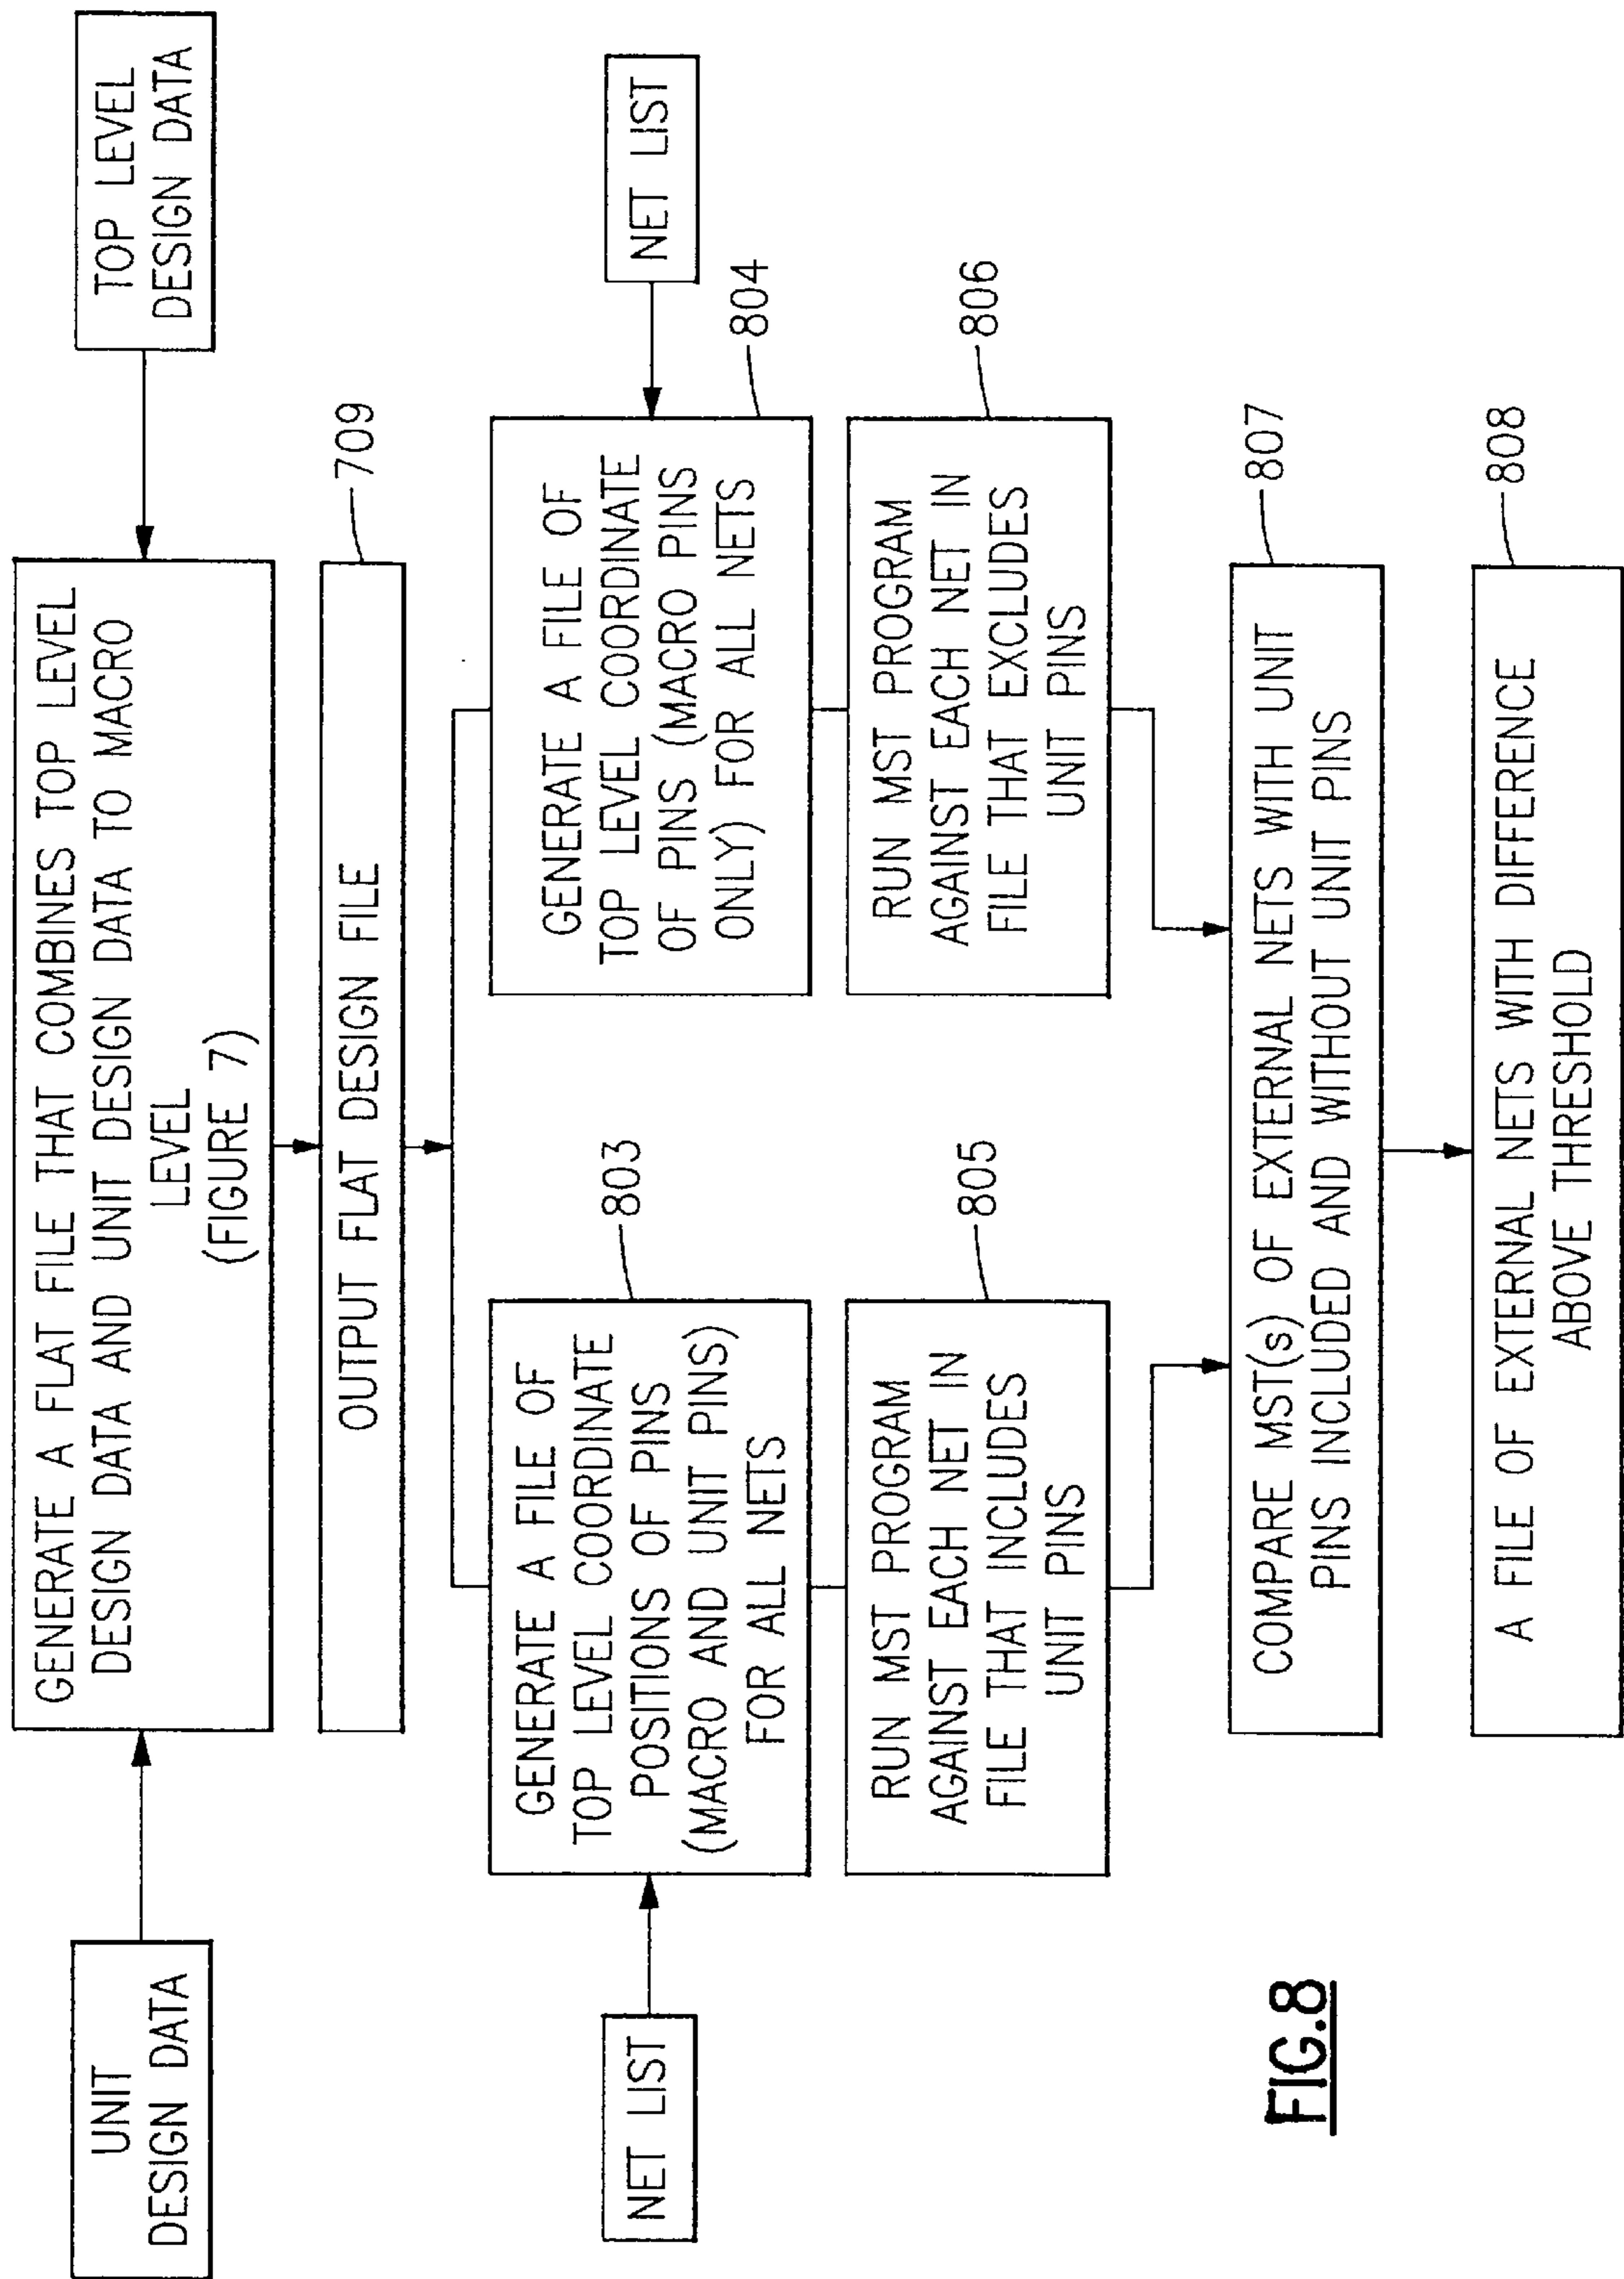 UNIT
DESIGN DATA
GENERATE A FLAT FILE THAT COMBINES TOP LEVEL
DESIGN DATA AND UNIT DESIGN DATA TO MACRO
LEVEL
(FIGURE 7)
TOP LEVEL
DESIGN DATA
OUTPUT FLAT DESIGN FILE
709
NET LIST
GENERATE A FILE OF
TOP LEVEL COORDINATE
POSITIONS OF PINS
(MACRO AND UNIT PINS)
FOR ALL NETS
803
GENERATE A FILE OF
TOP LEVEL COORDINATE
OF PINS (MACRO PINS
ONLY) FOR ALL NETS
804
NET LIST
RUN MST PROGRAM
AGAINST EACH NET IN
FILE THAT INCLUDES
UNIT PINS
805
RUN MST PROGRAM
AGAINST EACH NET IN
FILE THAT EXCLUDES
UNIT PINS
806
COMPARE MST(s) OF EXTERNAL NETS WITH UNIT
PINS INCLUDED AND WITHOUT UNIT PINS
807
A FILE OF EXTERNAL NETS WITH DIFFERENCE
ABOVE THRESHOLD
808
FIG.8